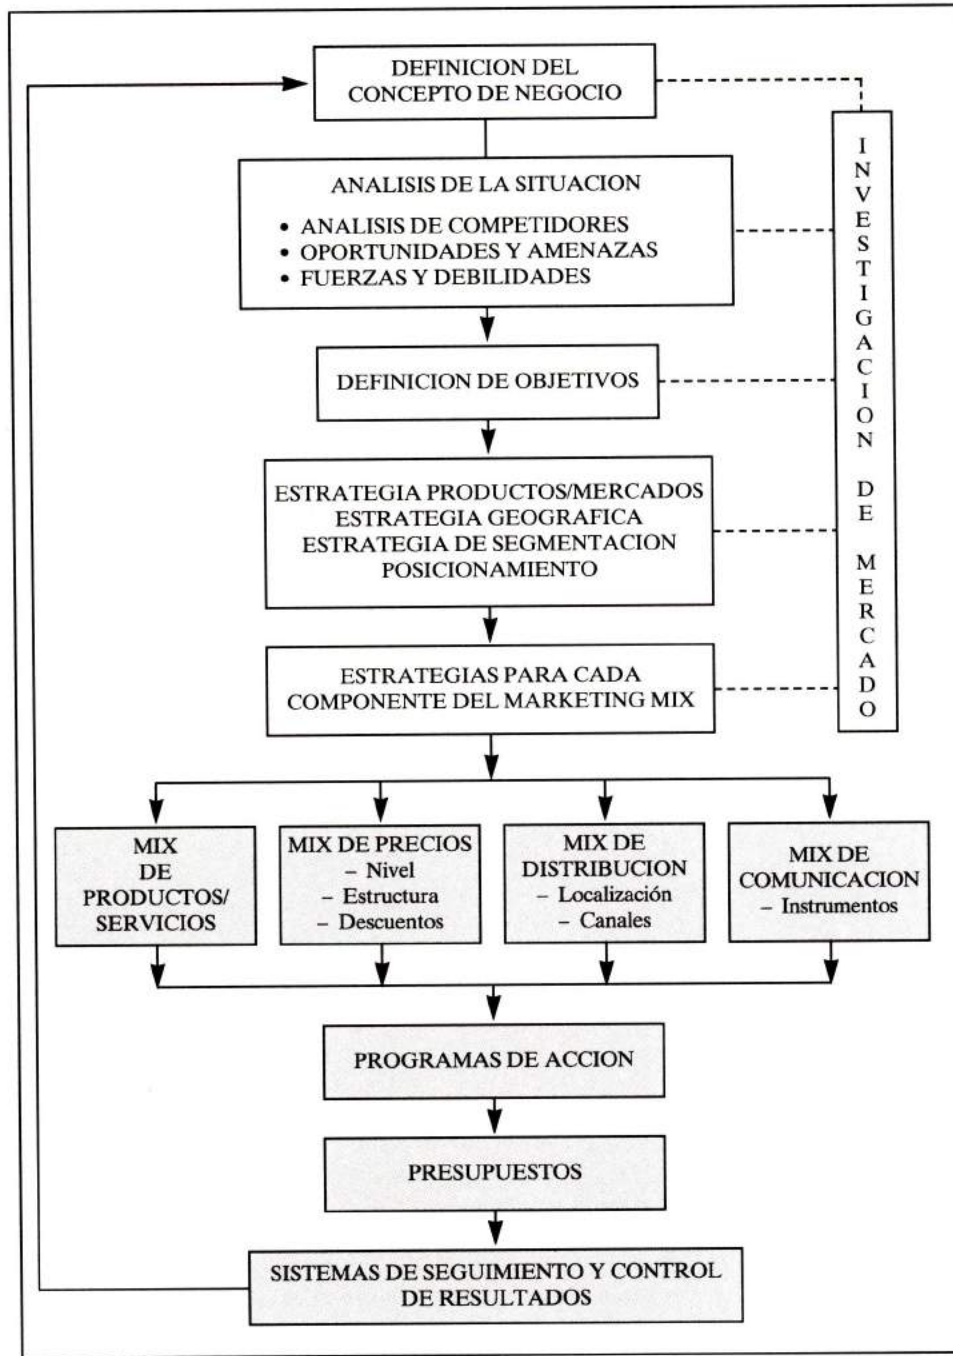 DEFINICION DEL
CONCEPTO DE NEGOCIO
ANALISIS DE LA SITUACION
• ANALISIS DE COMPETIDORES
• OPORTUNIDADES Y AMENAZAS
• FUERZAS Y DEBILIDADES
DEFINICION DE OBJETIVOS
ESTRATEGIA PRODUCTOS/MERCADOS
ESTRATEGIA GEOGRAFICA
ESTRATEGIA DE SEGMENTACION
POSICIONAMIENTO
ESTRATEGIAS PARA CADA
COMPONENTE DEL MARKETING MIX
INVESTIGACION DE MERCADO
MIX
DE
PRODUCTOS/
SERVICIOS
MIX DE PRECIOS
– Nivel
– Estructura
– Descuentos
MIX DE
DISTRIBUCION
– Localización
– Canales
MIX DE
COMUNICACION
– Instrumentos
PROGRAMAS DE ACCION
PRESUPUESTOS
SISTEMAS DE SEGUIMIENTO Y CONTROL
DE RESULTADOS